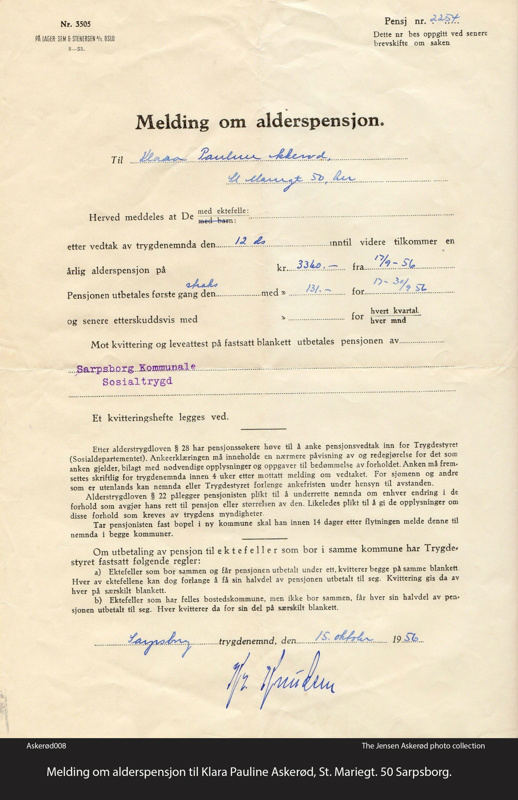 Nr. 3505
PÅ LAGER: SEM & STENERSEN A/S, OSLO
8—53.
Pensj nr. 2254
Dette nr bes oppgitt ved senere
brevskifte om saken
Melding om alderspensjon.
Til Klara Pauline Askerød,
St Mariegt 50, her
Herved meddeles at De med ektefelle:
med barn:
etter vedtak av trygdenemnda den 12 ds inntil videre tilkommer en
årlig alderspensjon på kr. 3360.— fra 17/9-56
Pensjonen utbetales første gang den straks med » 131.— for 17-30/9 56
og senere etterskuddsvis med » for hvert kvartal
hver mnd
Mot kvittering og leveattest på fastsatt blankett utbetales pensjonen av
Sarpsborg Kommunale
Sosialtrygd
Et kvitteringshefte legges ved.
Etter alderstrygdloven § 28 har pensjonssøkere høve til å anke pensjonsvedtak inn for Trygdestyret
(Sosialdepartementet). Ankeerklæringen må inneholde en nærmere påvisning av og redegjørelse for det som
anken gjelder, bilagt med nødvendige opplysninger og oppgaver til bedømmelse av forholdet. Anken må frem-
settes skriftlig for trygdenemnda innen 4 uker etter mottatt melding om vedtaket. For sjømenn og andre
som er utenlands kan nemnda eller Trygdestyret forlenge ankefristen under hensyn til avstanden.
Alderstrygdloven § 22 pålegger pensjonisten plikt til å underrette nemnda om enhver endring i de
forhold som avgjør hans rett til pensjon eller størrelsen av den. Likeledes plikt til å gi de opplysninger om
disse forhold som kreves av trygdens myndigheter
Tar pensjonisten fast bopel i ny kommune skal han innen 14 dager etter flytningen melde denne til
nemnda i begge kommuner.
Om utbetaling av pensjon til ektefeller som bor i samme kommune har Trygde-
styret fastsatt følgende regler:
a) Ektefeller som bor sammen og får pensjonen utbetalt under ett, kvitterer begge på samme blankett.
Hver av ektefellene kan dog forlange å få sin halvdel av pensjonen utbetalt til seg. Kvittering gis da av
hver på særskilt blankett.
b) Ektefeller som har felles bostedskommune, men ikke bor sammen, får hver sin halvdel av pen-
sjonen utbetalt til seg. Hver kvitterer da for sin del på særskilt blankett.
Sarpsborg trygdenemnd, den 15. oktober 1956
Knudsen
Askerød008
The Jensen Askerød photo collection
Melding om alderspensjon til Klara Pauline Askerød, St. Mariegt. 50 Sarpsborg.